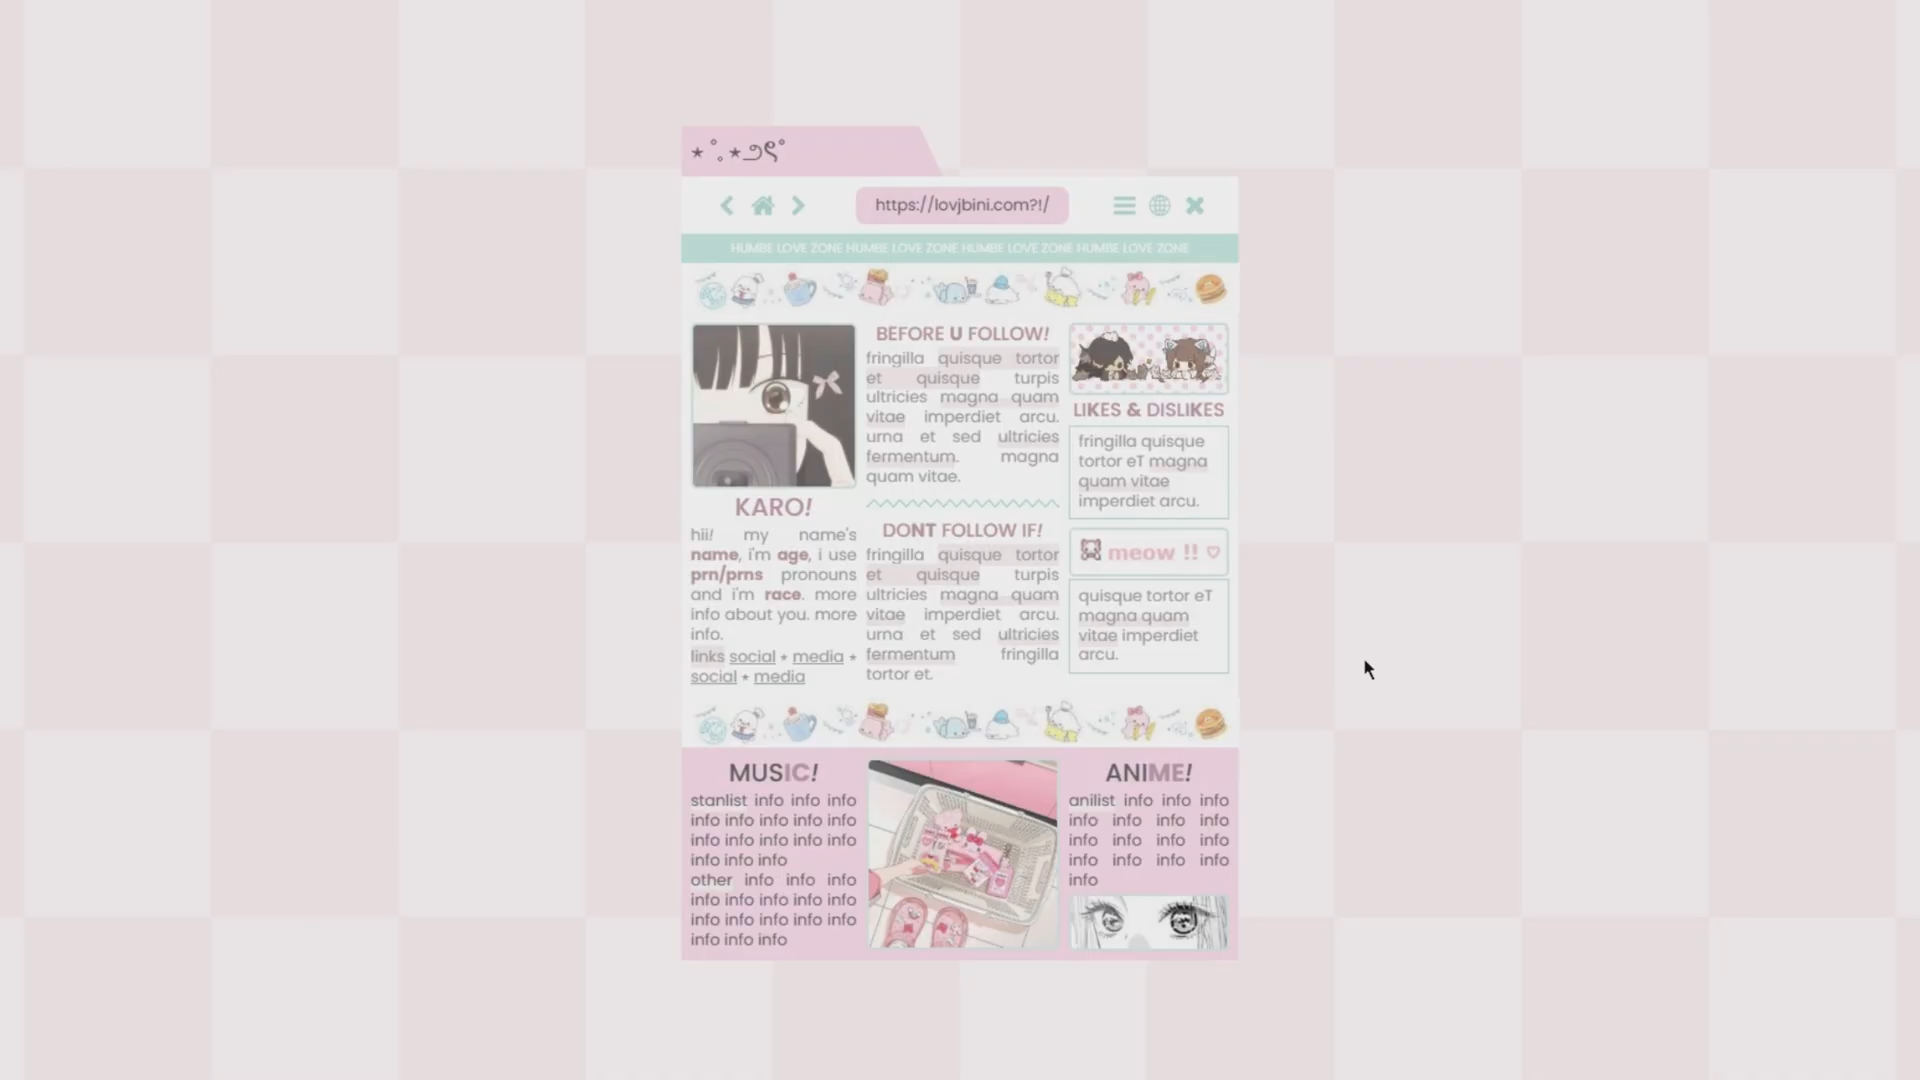 ⋆ ˚｡⋆୨ৎ˚
https://lovjbini.com?!/
HUMBE LOVE ZONE HUMBE LOVE ZONE HUMBE LOVE ZONE HUMBE LOVE ZONE
KARO!
hii! my name's
name, i'm age, i use
prn/prns pronouns
and i'm race. more
info about you. more
info.
links social ⋆ media ⋆
social ⋆ media
BEFORE U FOLLOW!
fringilla quisque tortor
et quisque turpis
ultricies magna quam
vitae imperdiet arcu.
urna et sed ultricies
fermentum. magna
quam vitae.
DONT FOLLOW IF!
fringilla quisque tortor
et quisque turpis
ultricies magna quam
vitae imperdiet arcu.
urna et sed ultricies
fermentum fringilla
tortor et.
LIKES & DISLIKES
fringilla quisque
tortor eT magna
quam vitae
imperdiet arcu.
meow !! ♡
quisque tortor eT
magna quam
vitae imperdiet
arcu.
MUSIC!
stanlist info info info
info info info info info
info info info info info
info info info
other info info info
info info info info info
info info info info info
info info info
ANIME!
anilist info info info
info info info info
info info info info
info info info info
info